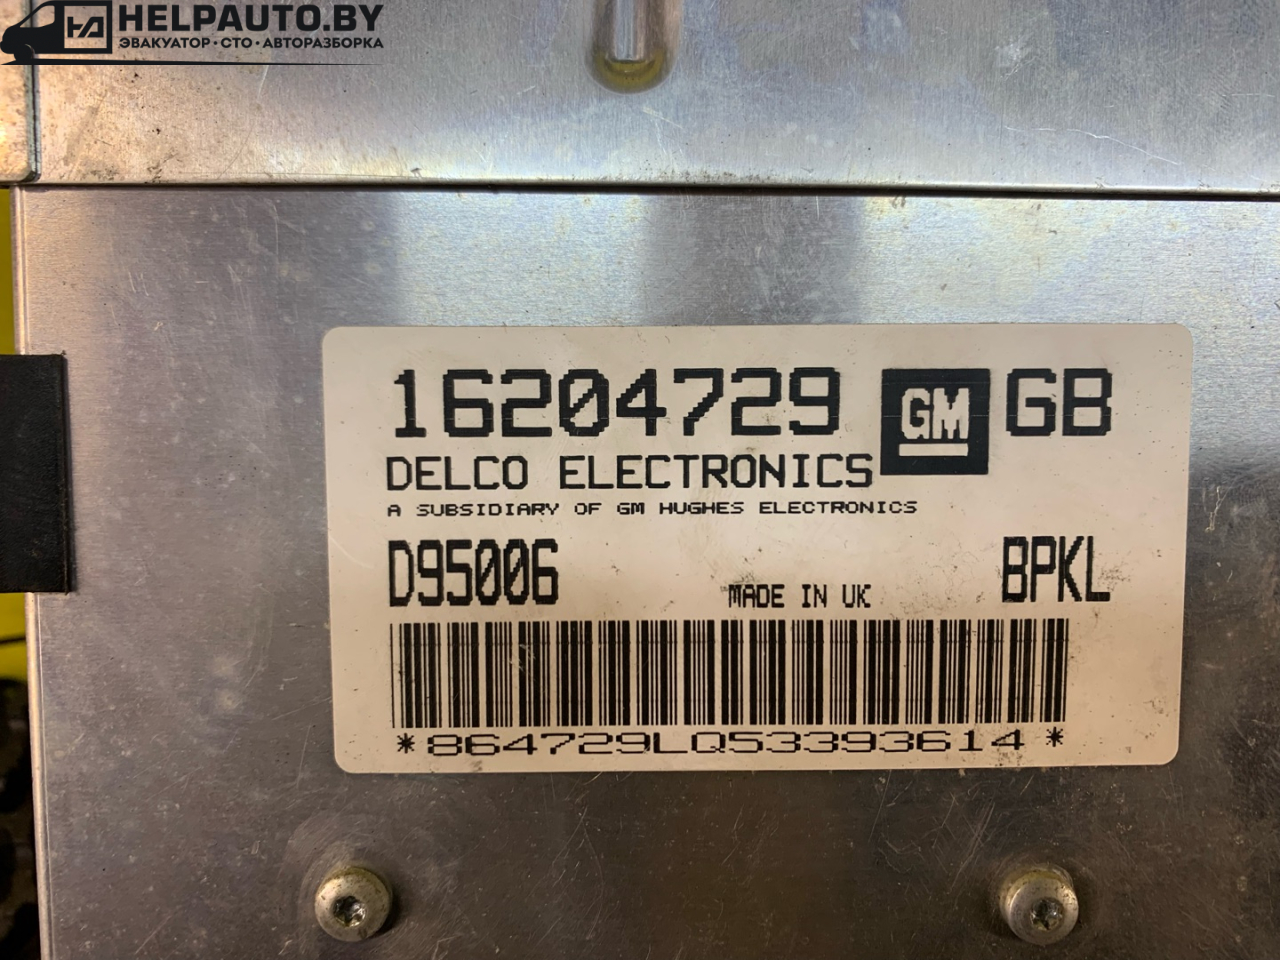 HELPAUTO.BY
ЭВАКУАТОР · СТО · АВТОРАЗБОРКА
16204729 GM GB
DELCO ELECTRONICS
A SUBSIDIARY OF GM HUGHES ELECTRONICS
D95006 MADE IN UK BPKL
*864729LQ53393614*